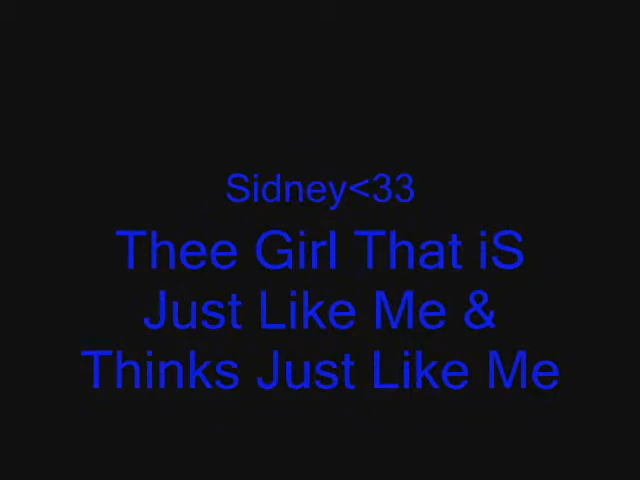 Sidney<33
Thee Girl That iS
Just Like Me &
Thinks Just Like Me